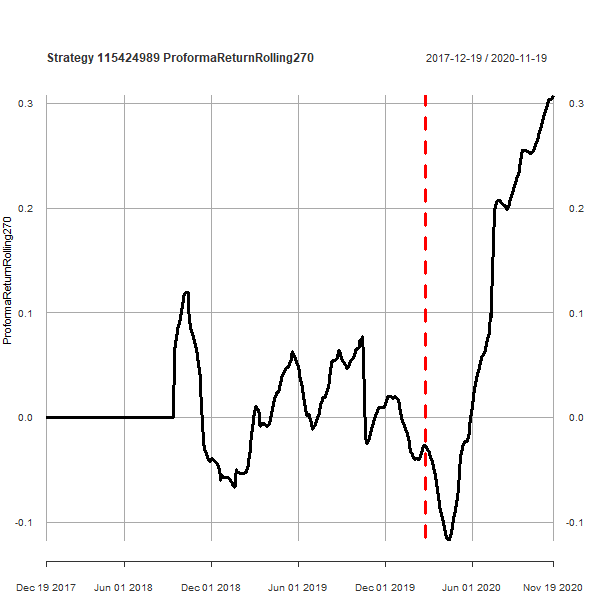 Strategy 115424989 ProformaReturnRolling270
2017-12-19 / 2020-11-19
ProformaReturnRolling270
0.3
0.2
0.1
0.0
-0.1
0.3
0.2
0.1
0.0
-0.1
Dec 19 2017
Jun 01 2018
Dec 01 2018
Jun 01 2019
Dec 01 2019
Jun 01 2020
Nov 19 2020